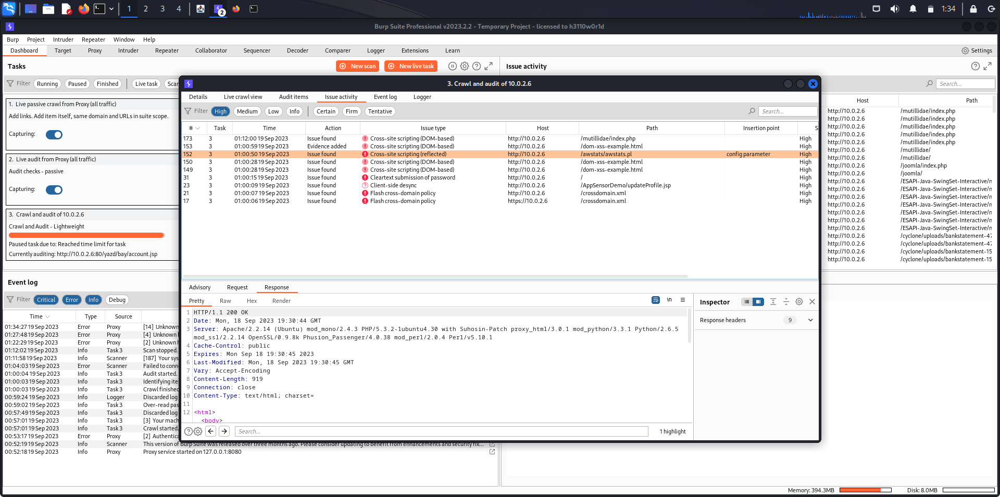 1 2 3 4 2 1:34
Burp Suite Professional v2023.2.2 - Temporary Project - licensed to h3110w0r1d
Burp Project Intruder Repeater Window Help
Dashboard Target Proxy Intruder Repeater Collaborator Sequencer Decoder Comparer Logger Extensions Learn Settings
Tasks New scan New live task
Filter Running Paused Finished Live task Scan
1. Live passive crawl from Proxy (all traffic)
Add links. Add item itself, same domain and URLs in suite scope.
Capturing:
2. Live audit from Proxy (all traffic)
Audit checks - passive
Capturing:
3. Crawl and audit of 10.0.2.6
Crawl and Audit - Lightweight
Paused task due to: Reached time limit for task
Currently auditing: http://10.0.2.6:80/yazd/bay/account.jsp
Issue activity
Search...
Host Path
http://10.0.2.6 /mutillidae/index.php
http://10.0.2.6 /mutillidae/index.php
http://10.0.2.6 /mutillidae/index.php
http://10.0.2.6 /mutillidae/index.php
http://10.0.2.6 /mutillidae/index.php
http://10.0.2.6 /mutillidae/
http://10.0.2.6 /mutillidae/
http://10.0.2.6 /joomla/index.php
http://10.0.2.6 /joomla/
http://10.0.2.6 /ESAPI-Java-SwingSet-Interactive/
http://10.0.2.6 /ESAPI-Java-SwingSet-Interactive/
http://10.0.2.6 /ESAPI-Java-SwingSet-Interactive/
http://10.0.2.6 /ESAPI-Java-SwingSet-Interactive/
http://10.0.2.6 /ESAPI-Java-SwingSet-Interactive/
http://10.0.2.6 /ESAPI-Java-SwingSet-Interactive/
http://10.0.2.6 /ESAPI-Java-SwingSet-Interactive/
http://10.0.2.6 /cyclone/uploads/bankstatement-47
http://10.0.2.6 /cyclone/uploads/bankstatement-47
http://10.0.2.6 /cyclone/uploads/bankstatement-15
http://10.0.2.6 /cyclone/uploads/bankstatement-15
3. Crawl and audit of 10.0.2.6
Details Live crawl view Audit items Issue activity Event log Logger
Filter High Medium Low Info Certain Firm Tentative Search...
# Task Time Action Issue type Host Path Insertion point S
173 3 01:12:00 19 Sep 2023 Issue found Cross-site scripting (DOM-based) http://10.0.2.6 /mutillidae/index.php High
153 3 01:00:59 19 Sep 2023 Evidence added Cross-site scripting (DOM-based) http://10.0.2.6 /dom-xss-example.html High
152 3 01:00:50 19 Sep 2023 Issue found Cross-site scripting (reflected) http://10.0.2.6 /awstats/awstats.pl config parameter High
150 3 01:00:28 19 Sep 2023 Issue found Cross-site scripting (DOM-based) http://10.0.2.6 /dom-xss-example.html High
149 3 01:00:28 19 Sep 2023 Issue found Cross-site scripting (DOM-based) http://10.0.2.6 /dom-xss-example.html High
31 3 01:00:15 19 Sep 2023 Issue found Cleartext submission of password http://10.0.2.6 / High
23 3 01:00:09 19 Sep 2023 Issue found Client-side desync http://10.0.2.6 /AppSensorDemo/updateProfile.jsp High
21 3 01:00:07 19 Sep 2023 Issue found Flash cross-domain policy http://10.0.2.6 /crossdomain.xml High
17 3 01:00:06 19 Sep 2023 Issue found Flash cross-domain policy https://10.0.2.6 /crossdomain.xml High
Advisory Request Response
Pretty Raw Hex Render \n
1 HTTP/1.1 200 OK
2 Date: Mon, 18 Sep 2023 19:30:44 GMT
3 Server: Apache/2.2.14 (Ubuntu) mod_mono/2.4.3 PHP/5.3.2-1ubuntu4.30 with Suhosin-Patch proxy_html/3.0.1 mod_python/3.3.1 Python/2.6.5
mod_ssl/2.2.14 OpenSSL/0.9.8k Phusion_Passenger/4.0.38 mod_perl/2.0.4 Perl/v5.10.1
4 Cache-Control: public
5 Expires: Mon Sep 18 19:30:45 2023
6 Last-Modified: Mon, 18 Sep 2023 19:30:45 GMT
7 Vary: Accept-Encoding
8 Content-Length: 919
9 Connection: close
10 Content-Type: text/html; charset=
11
12 <html>
<body>
Search... 1 highlight
Inspector
Response headers 9
Event log
Filter Critical Error Info Debug
Time Type Source
01:34:27 19 Sep 2023 Error Proxy [14] Unknown
01:27:48 19 Sep 2023 Error Proxy [4] Unknown
01:22:29 19 Sep 2023 Error Proxy [2] Unknown
01:12:02 19 Sep 2023 Info Task 3 Scan stopped.
01:11:58 19 Sep 2023 Info Scanner [187] Your sys
01:04:03 19 Sep 2023 Error Scanner Failed to conn
01:00:04 19 Sep 2023 Info Task 3 Audit started.
01:00:03 19 Sep 2023 Info Task 3 Identifying ite
01:00:03 19 Sep 2023 Info Task 3 Crawl finished
00:59:24 19 Sep 2023 Info Logger Discarded log
00:59:02 19 Sep 2023 Info Task 3 Over-read pas
00:57:49 19 Sep 2023 Info Task 3 Discarded log
00:57:01 19 Sep 2023 Info Task 3 [3] Your mach
00:57:01 19 Sep 2023 Info Task 3 Crawl started.
00:53:17 19 Sep 2023 Error Proxy [2] Authentica
00:52:19 19 Sep 2023 Info Scanner This version of Burp Suite was released over three months ago. Please consider updating to benefit from enhancements and security fix...
00:52:18 19 Sep 2023 Info Proxy Proxy service started on 127.0.0.1:8080
Memory: 394.3MB Disk: 8.0MB